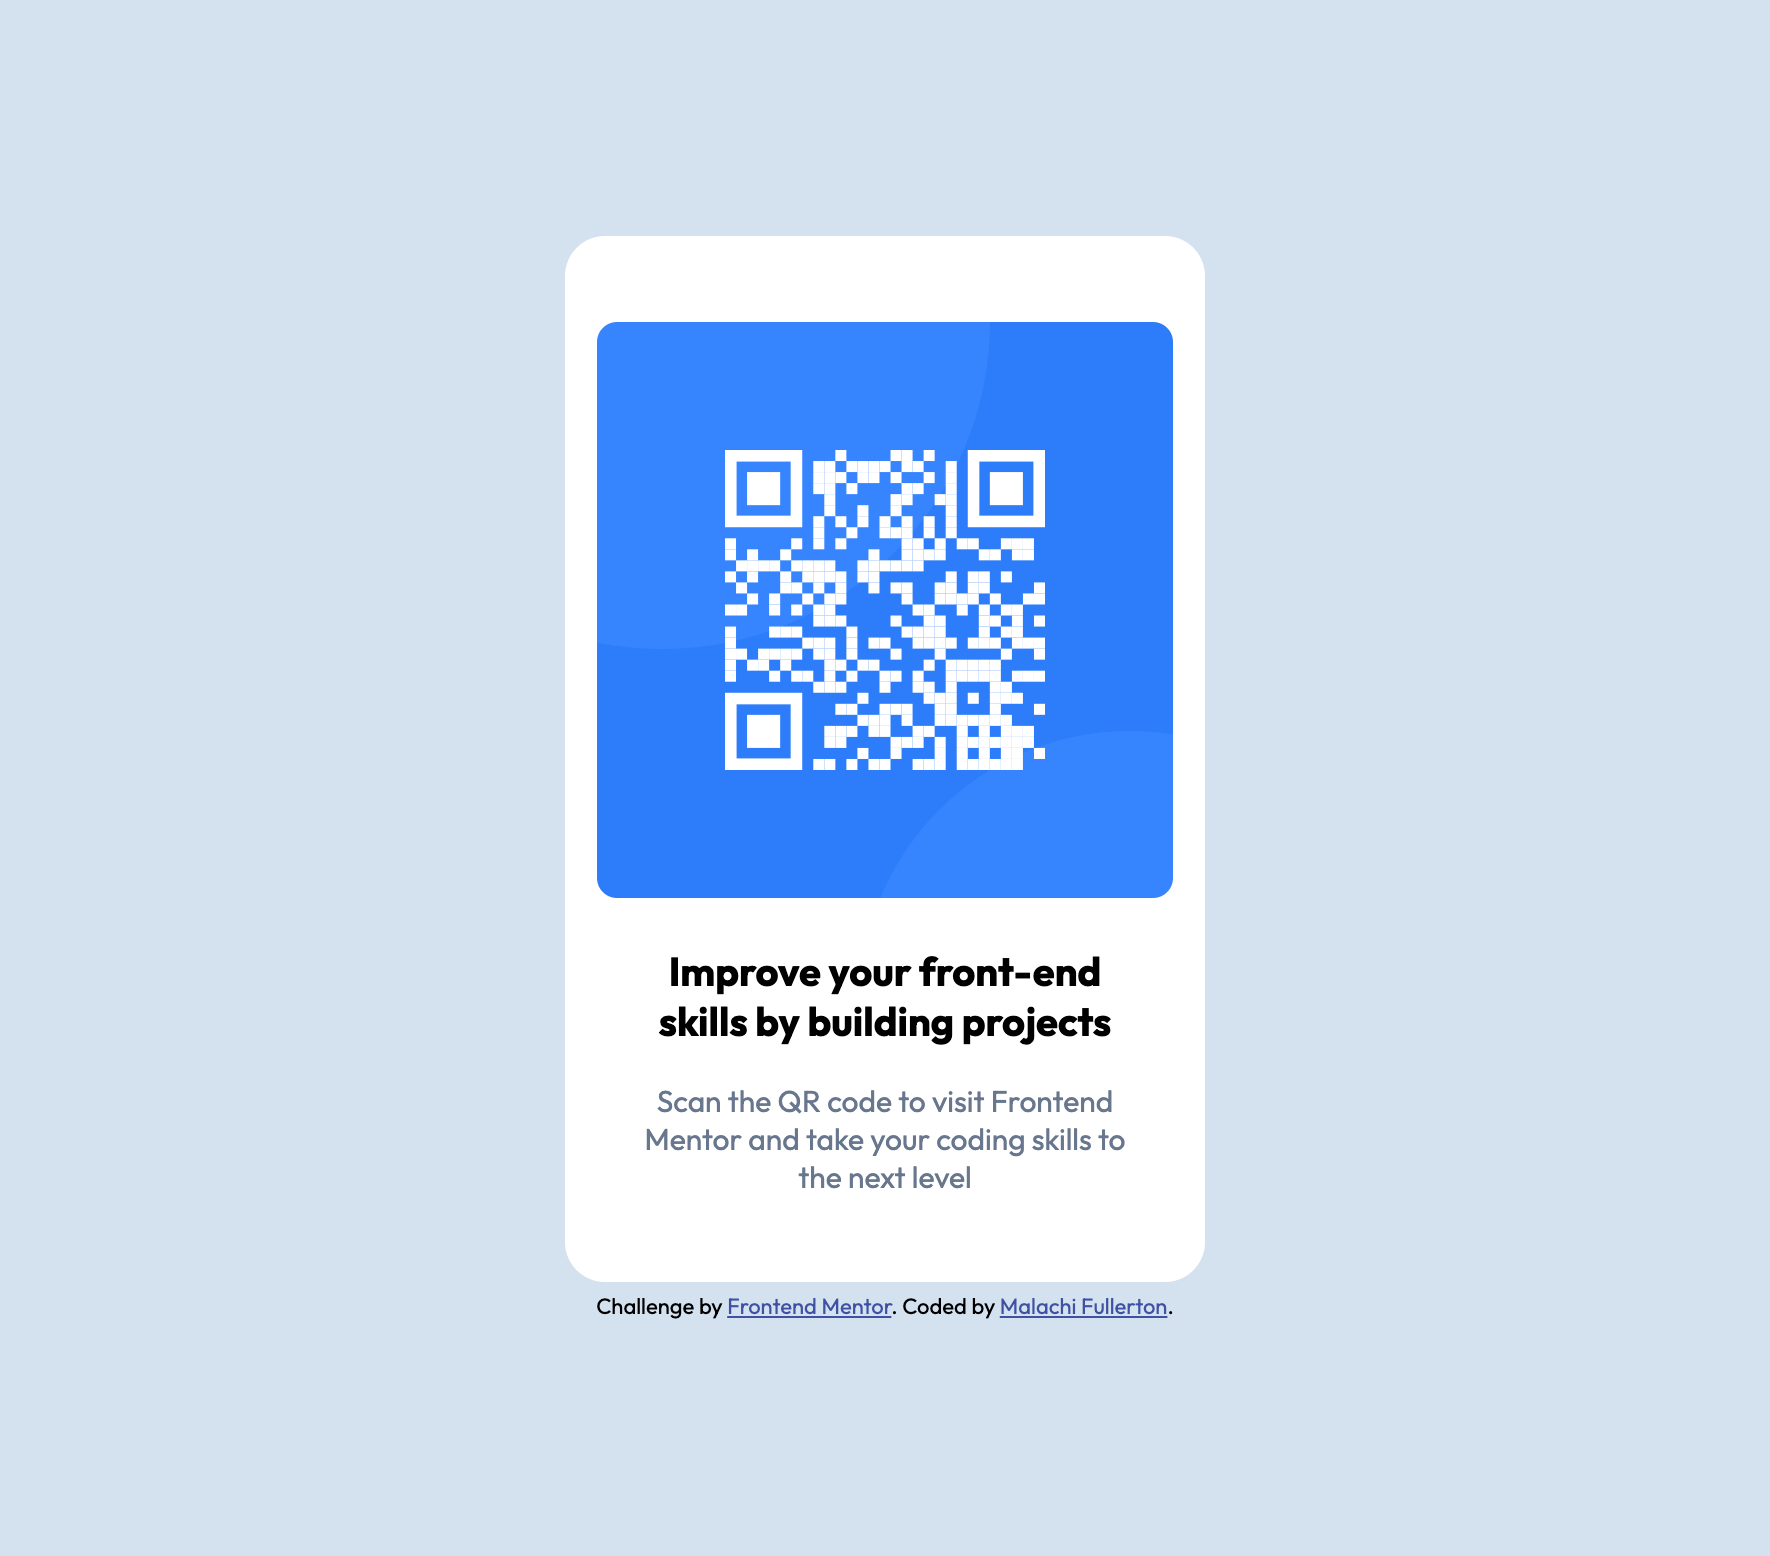 Improve your front-end
skills by building projects
Scan the QR code to visit Frontend
Mentor and take your coding skills to
the next level
Challenge by Frontend Mentor. Coded by Malachi Fullerton.